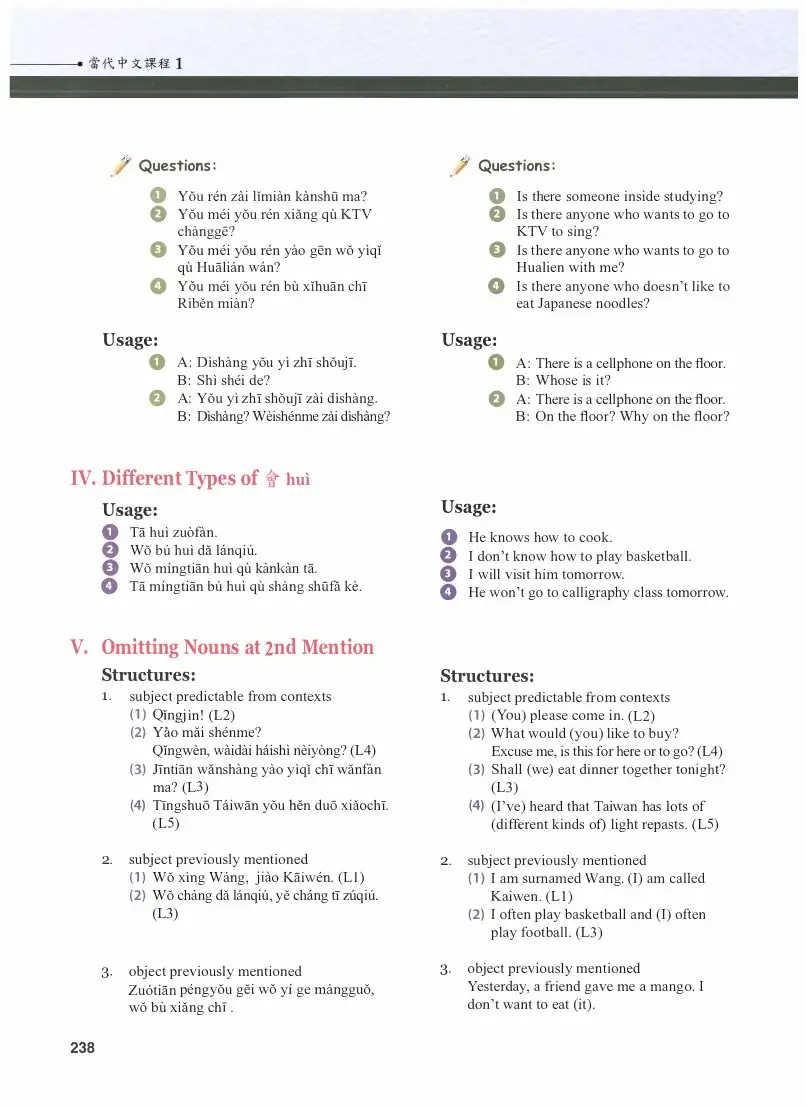 當代中文課程 1
Questions:
1 Yǒu rén zài lǐmiàn kànshū ma?
2 Yǒu méi yǒu rén xiǎng qù KTV
chànggē?
3 Yǒu méi yǒu rén yào gēn wǒ yìqǐ
qù Huālián wán?
4 Yǒu méi yǒu rén bù xǐhuān chī
Rìběn miàn?
Usage:
1 A: Dìshàng yǒu yì zhī shǒujī.
B: Shì shéi de?
2 A: Yǒu yì zhī shǒujī zài dìshàng.
B: Dìshàng? Wèishénme zài dìshàng?
Questions:
1 Is there someone inside studying?
2 Is there anyone who wants to go to
KTV to sing?
3 Is there anyone who wants to go to
Hualien with me?
4 Is there anyone who doesn't like to
eat Japanese noodles?
Usage:
1 A: There is a cellphone on the floor.
B: Whose is it?
2 A: There is a cellphone on the floor.
B: On the floor? Why on the floor?
IV. Different Types of 會 huì
Usage:
1 Tā huì zuòfàn.
2 Wǒ bú huì dǎ lánqiú.
3 Wǒ míngtiān huì qù kànkàn tā.
4 Tā míngtiān bú huì qù shàng shūfǎ kè.
Usage:
1 He knows how to cook.
2 I don't know how to play basketball.
3 I will visit him tomorrow.
4 He won't go to calligraphy class tomorrow.
V. Omitting Nouns at 2nd Mention
Structures:
1. subject predictable from contexts
(1) Qǐngjìn! (L2)
(2) Yào mǎi shénme?
Qǐngwèn, wàidài háishì nèiyòng? (L4)
(3) Jīntiān wǎnshàng yào yìqǐ chī wǎnfàn
ma? (L3)
(4) Tīngshuō Táiwān yǒu hěn duō xiǎochī.
(L5)
2. subject previously mentioned
(1) Wǒ xìng Wáng, jiào Kāiwén. (L1)
(2) Wǒ cháng dǎ lánqiú, yě cháng tī zúqiú.
(L3)
3. object previously mentioned
Zuótiān péngyǒu gěi wǒ yí ge mángguǒ,
wǒ bù xiǎng chī .
Structures:
1. subject predictable from contexts
(1) (You) please come in. (L2)
(2) What would (you) like to buy?
Excuse me, is this for here or to go? (L4)
(3) Shall (we) eat dinner together tonight?
(L3)
(4) (I've) heard that Taiwan has lots of
(different kinds of) light repasts. (L5)
2. subject previously mentioned
(1) I am surnamed Wang. (I) am called
Kaiwen. (L1)
(2) I often play basketball and (I) often
play football. (L3)
3. object previously mentioned
Yesterday, a friend gave me a mango. I
don't want to eat (it).
238